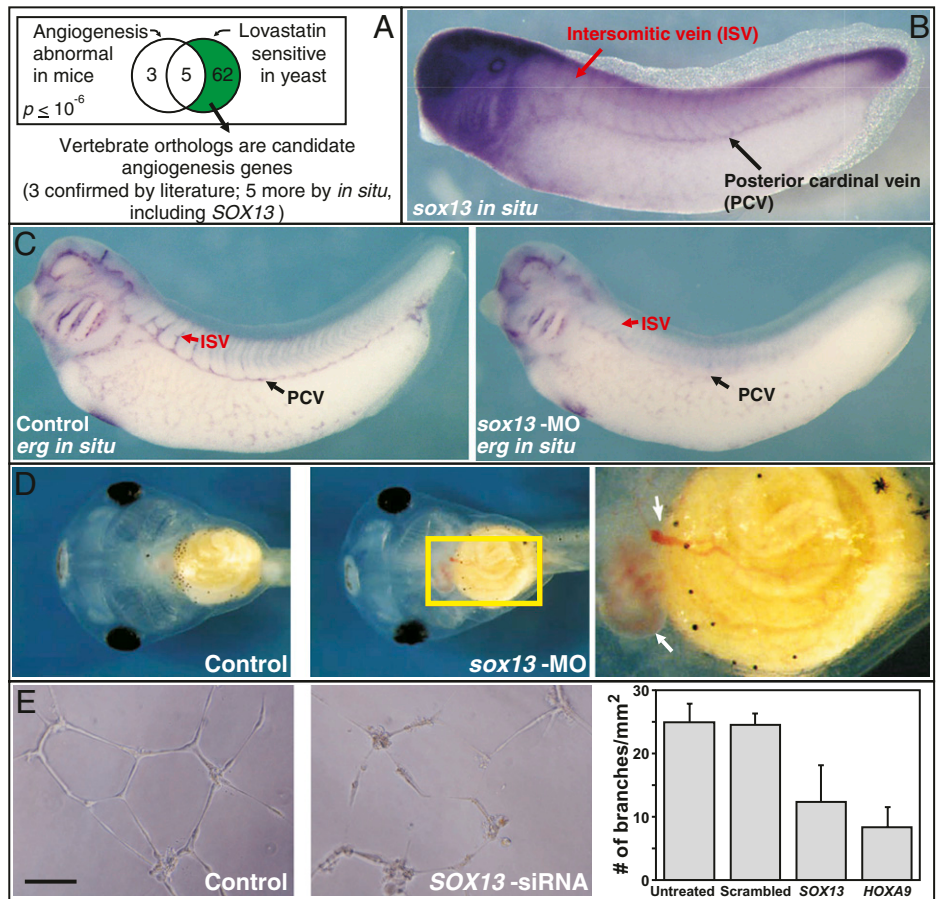 A
Angiogenesis
abnormal
in mice
Lovastatin
sensitive
in yeast
3
5
62
p ≤ 10-6
Vertebrate orthologs are candidate
angiogenesis genes
(3 confirmed by literature; 5 more by in situ,
including SOX13 )
B
Intersomitic vein (ISV)
Posterior cardinal vein
(PCV)
sox13 in situ
C
ISV
PCV
Control
erg in situ
ISV
PCV
sox13 -MO
erg in situ
D
Control
sox13 -MO
E
Control
SOX13 -siRNA
# of branches/mm2
30
20
10
0
Untreated
Scrambled
SOX13
HOXA9